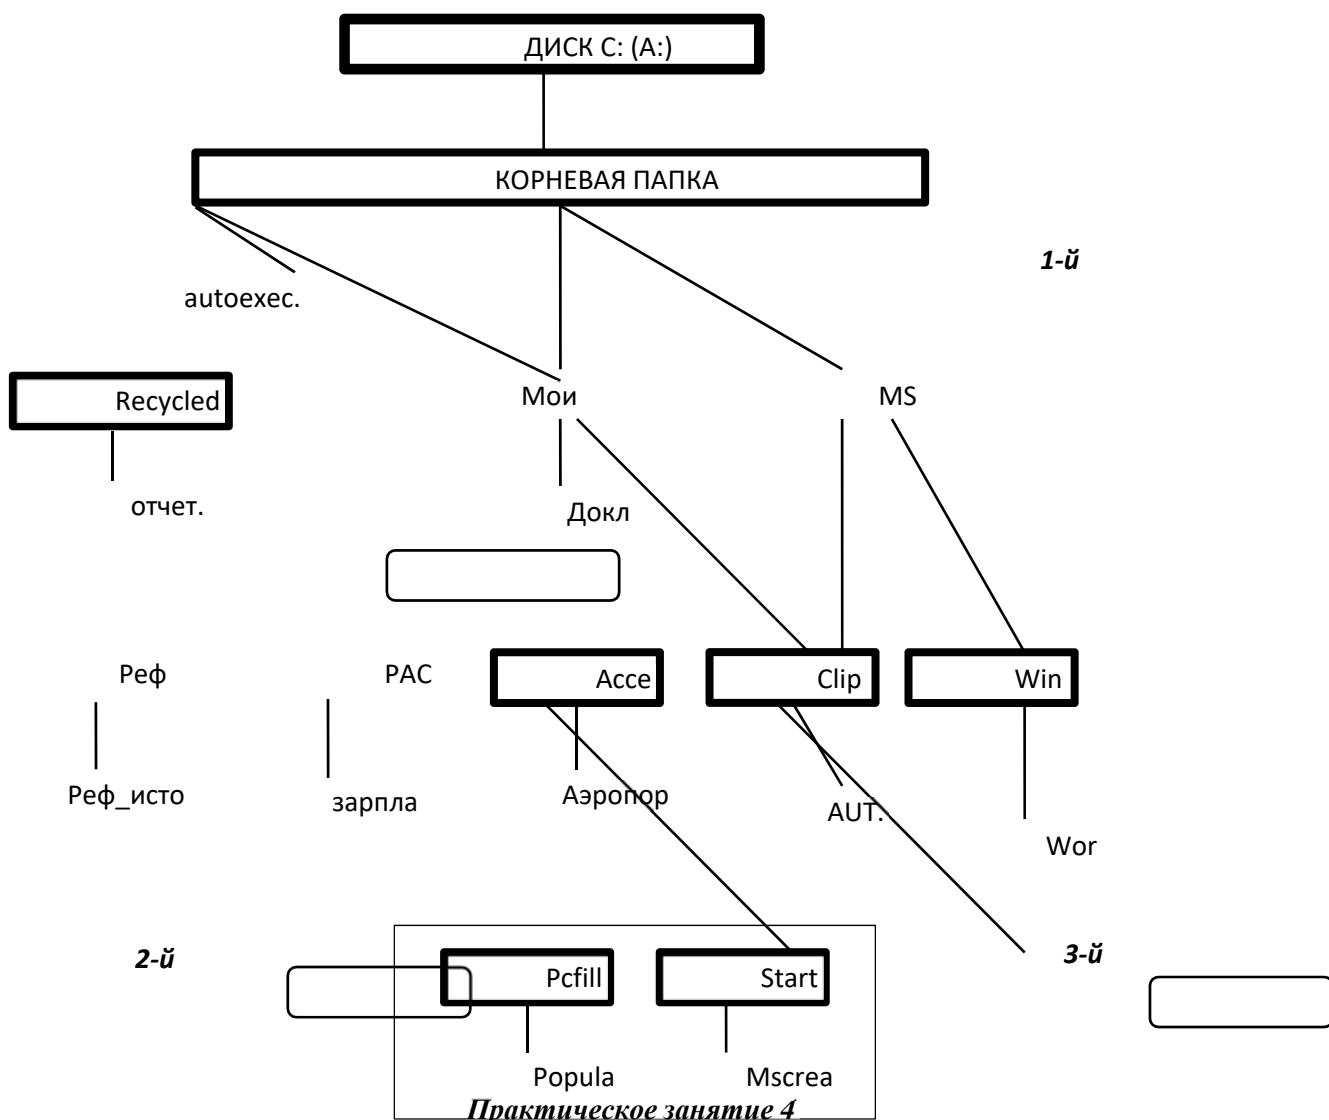 ДИСК C: (A:)
КОРНЕВАЯ ПАПКА
1-й
autoexec.
Recycled
Мои
MS
отчет.
Докл
Реф
РАС
Acce
Clip
Win
Реф_исто
зарпла
Аэропор
AUT.
Wor
2-й
3-й
Pcfill
Start
Popula
Mscrea
Практическое занятие 4